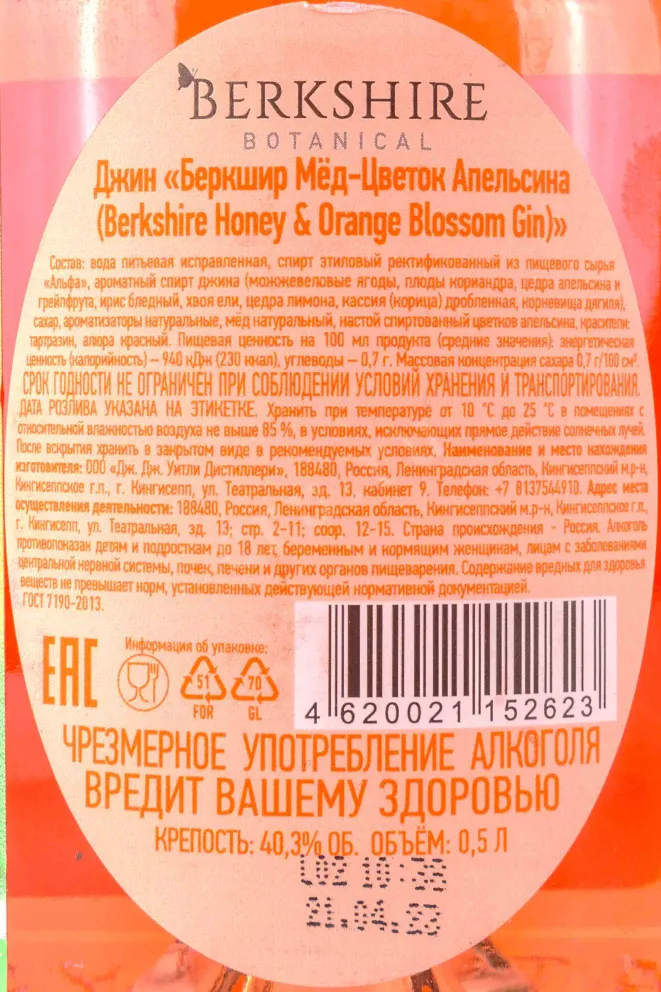 BERKSHIRE
BOTANICAL
Джин «Беркшир Мёд-Цветок Апельсина
(Berkshire Honey & Orange Blossom Gin)»
Состав: вода питьевая исправленная, спирт этиловый ректификованный из пищевого сырья
«Альфа», ароматный спирт джина (можжевеловые ягоды, плоды кориандра, цедра апельсина и
грейпфрута, ирис бледный, хвоя ели, цедра лимона, кассия (корица) дробленная, корневища дягиля),
сахар, ароматизаторы натуральные, мёд натуральный, настой спиртованный цветков апельсина, красители:
тартразин, алюра красный. Пищевая ценность на 100 мл продукта (средние значения): энергетическая
ценность (калорийность) – 940 кДж (230 ккал), углеводы – 0,7 г. Массовая концентрация сахара 0,7 г/100 см³.
СРОК ГОДНОСТИ НЕ ОГРАНИЧЕН ПРИ СОБЛЮДЕНИИ УСЛОВИЙ ХРАНЕНИЯ И ТРАНСПОРТИРОВАНИЯ.
ДАТА РОЗЛИВА УКАЗАНА НА ЭТИКЕТКЕ. Хранить при температуре от 10 °С до 25 °С в помещениях с
относительной влажностью воздуха не выше 85 %, в условиях, исключающих прямое действие солнечных лучей.
После вскрытия хранить в закрытом виде в рекомендуемых условиях. Наименование и место нахождения
изготовителя: ООО «Дж. Дж. Уитли Дистиллери», 188480, Россия, Ленинградская область, Кингисеппский м.р-н,
Кингисеппское г.п., г. Кингисепп, ул. Театральная, зд. 13, кабинет 9. Телефон: +7 8137544910. Адрес места
осуществления деятельности: 188480, Россия, Ленинградская область, Кингисеппский м.р-н, Кингисеппское г.п.,
г. Кингисепп, ул. Театральная, зд. 13; стр. 2-11; соор. 12-15. Страна происхождения - Россия. Алкоголь
противопоказан детям и подросткам до 18 лет, беременным и кормящим женщинам, лицам с заболеваниями
центральной нервной системы, почек, печени и других органов пищеварения. Содержание вредных для здоровья
веществ не превышает норм, установленных действующей нормативной документацией.
ГОСТ 7190-2013.
Информация об упаковке:
EAC
51 70
FOR GL
4 620021 152623
ЧРЕЗМЕРНОЕ УПОТРЕБЛЕНИЕ АЛКОГОЛЯ
ВРЕДИТ ВАШЕМУ ЗДОРОВЬЮ
КРЕПОСТЬ: 40,3% ОБ. ОБЪЁМ: 0,5 Л
L02 10:38
21.04.23